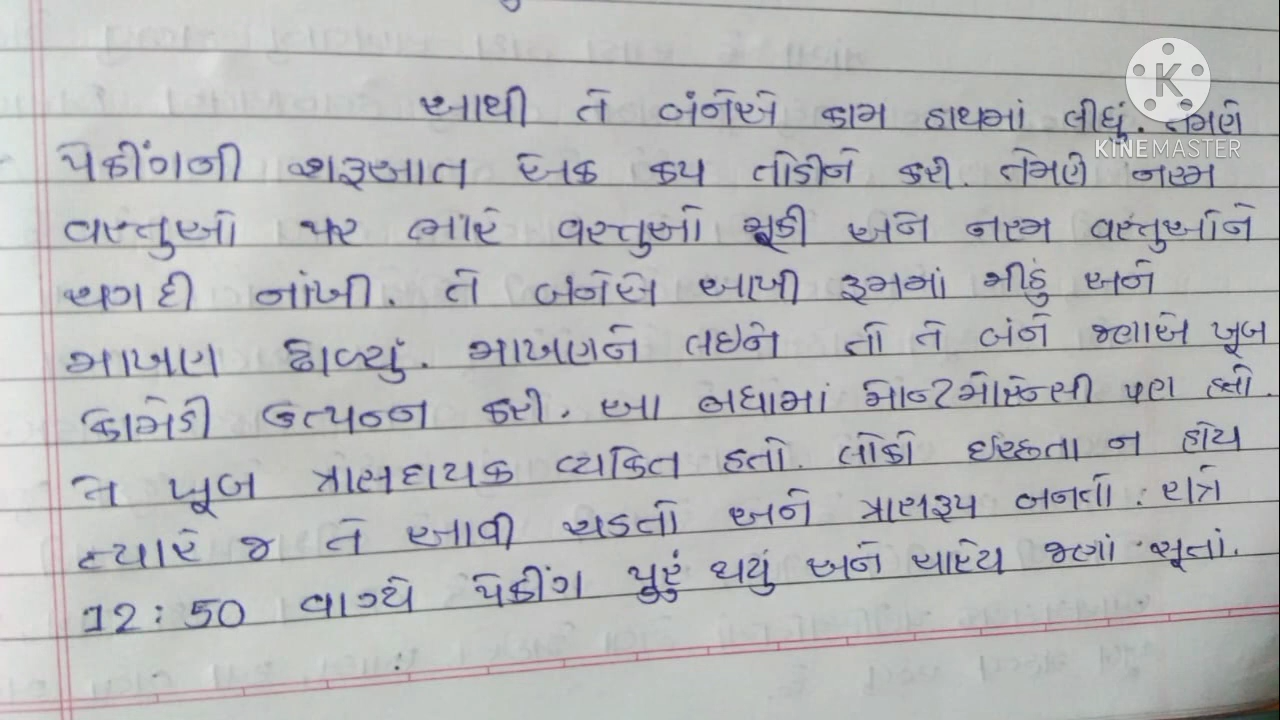 આથી તે બંનેએ કામ હાથમાં લીધું. તેમણે
KINEMASTER
પેકીંગની શરૂઆત એક કપ તોડીને કરી. તેમણે નરમ
વસ્તુઓ પર ભારે વસ્તુઓ મૂકી અને નરમ વસ્તુઓને
ચગદી નાંખી. તે બંનેએ આખી રૂમમાં મીઠું અને
માખણ ઢોળ્યું. માખણને લઇને તો તે બંને જણાએ ખૂબ
કોમેડી ઉત્પન્ન કરી. આ બધામાં મોન્ટમોરેન્સી પણ હતો.
તે ખૂબ ત્રાસદાયક વ્યકિત હતો. લોકો ઇચ્છતા ન હોય
ત્યારે જ તે આવી ચડતો અને ત્રાસરૂપ બનતો. રાત્રે
12:50 વાગ્યે પેકીંગ પુરું થયું અને ચારેય જણાં સૂતાં.